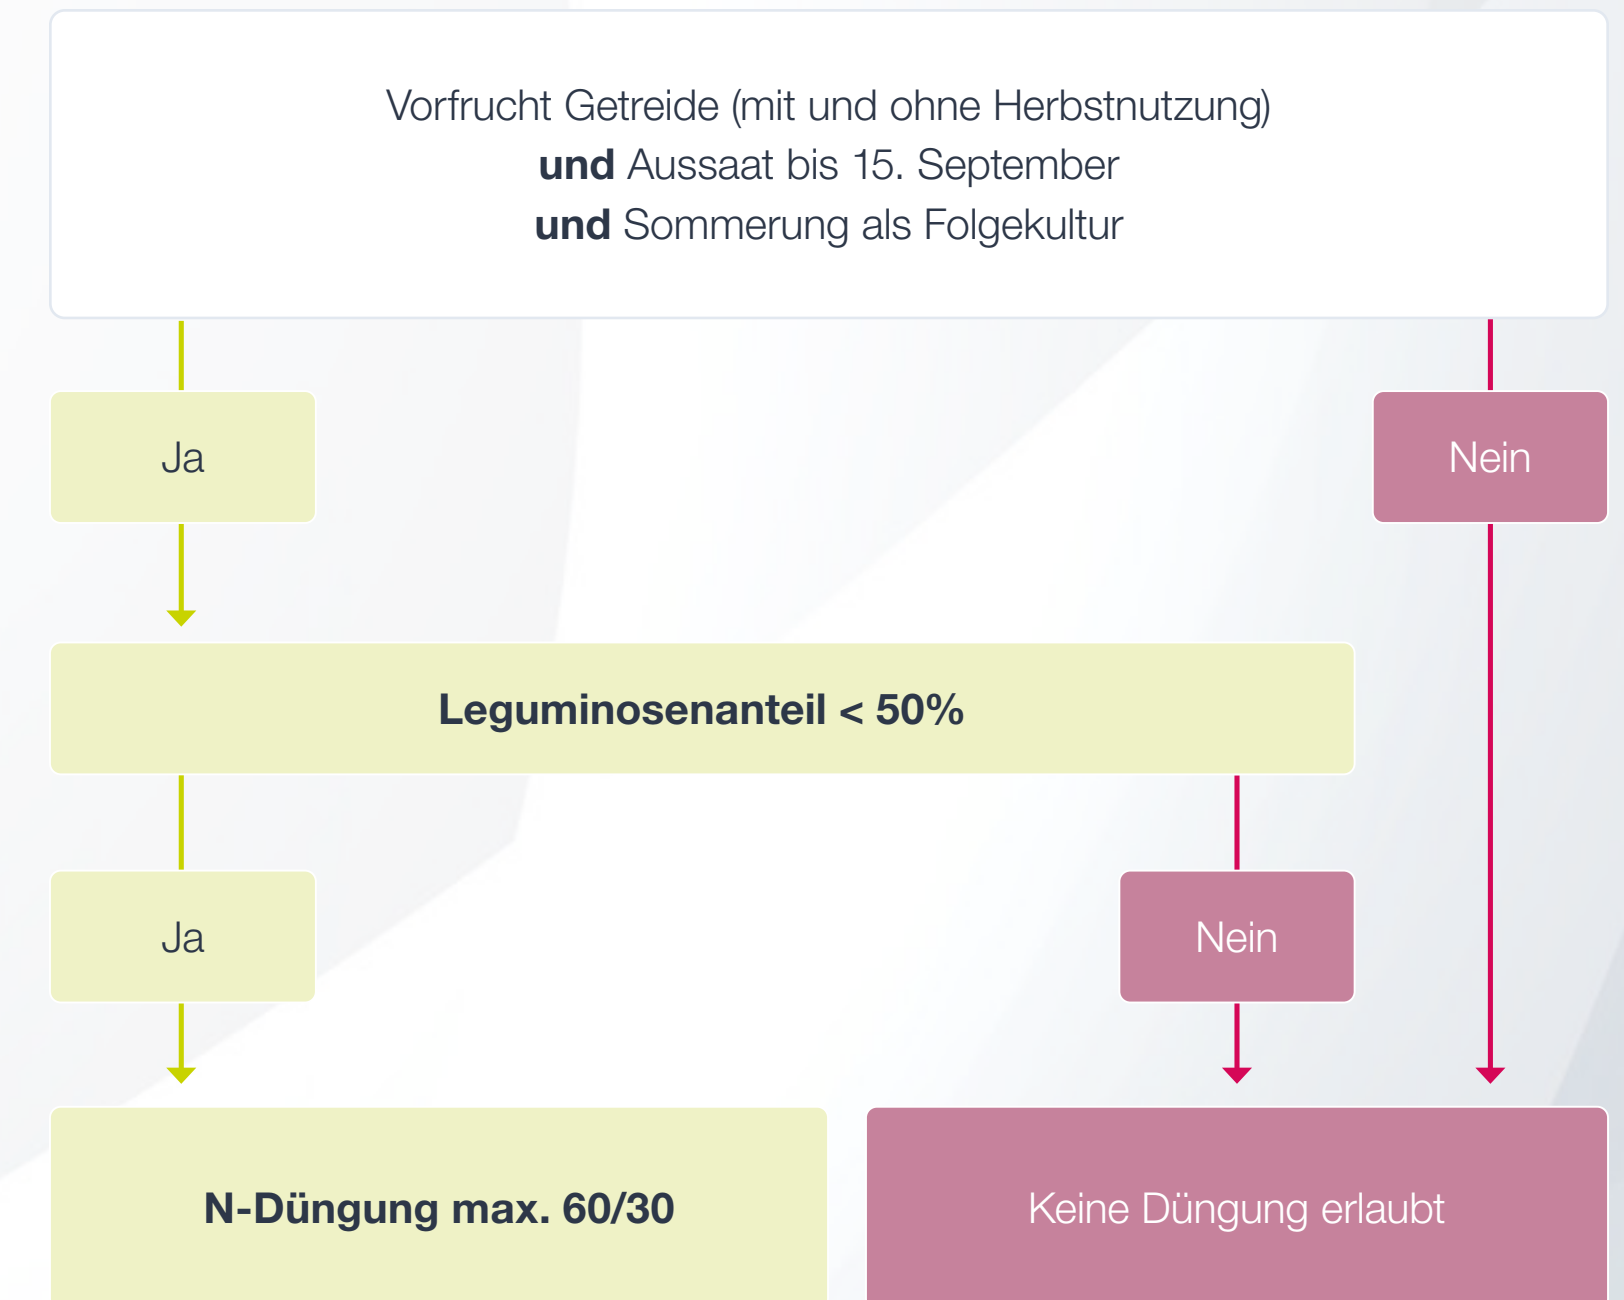 Vorfrucht Getreide (mit und ohne Herbstnutzung)
und Aussaat bis 15. September
und Sommerung als Folgekultur
Ja
Nein
Leguminosenanteil < 50%
Ja
Nein
N-Düngung max. 60/30
Keine Düngung erlaubt